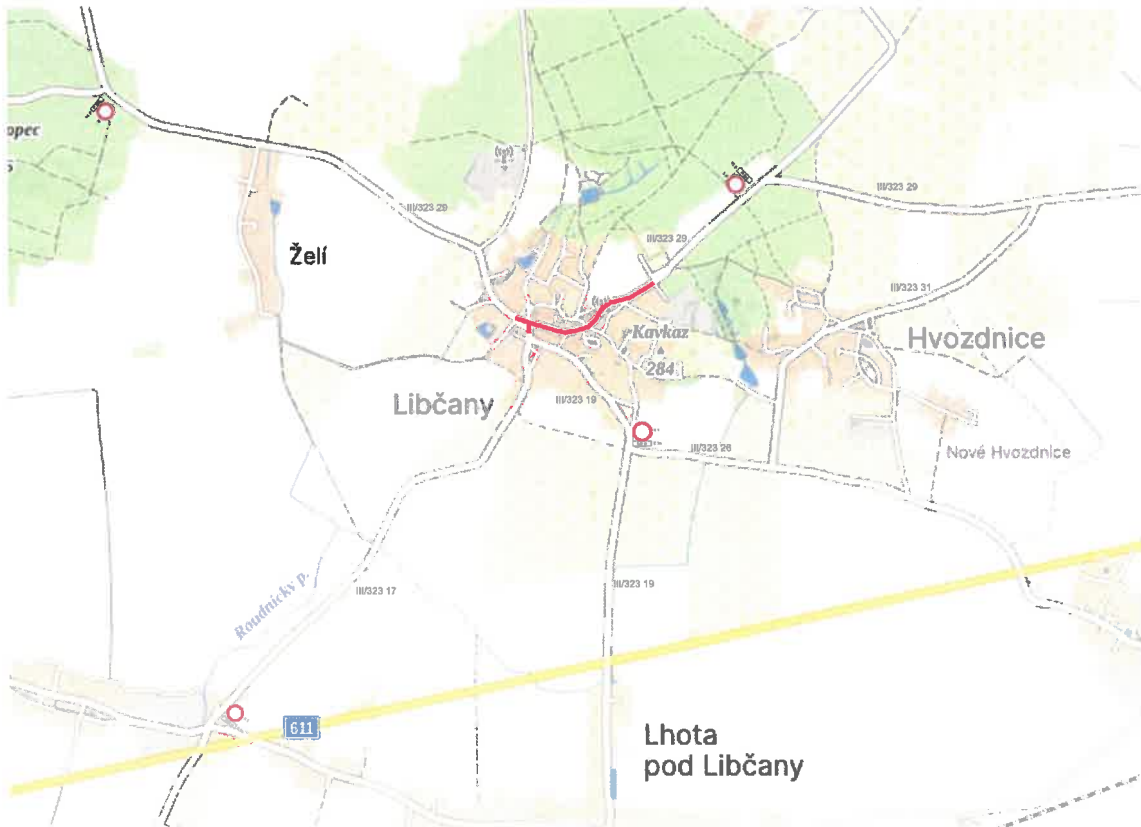 opec
Želí
III/323 29
III/323 29
III/323 29
III/323 31
Kavkaz
284
Hvozdnice
Libčany
III/323 19
III/323 26
Nové Hvozdnice
Roudnický p.
III/323 17
III/323 19
611
Lhota
pod Libčany